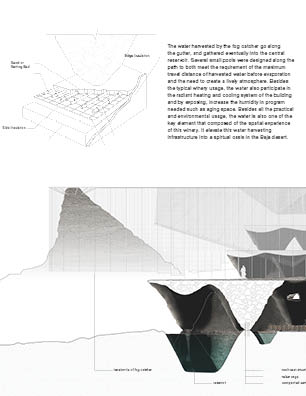 Edge Insulation
Sand or
Setting Bed
Slab Insulation
The water harvested by the fog catcher go along
the gutter, and gathered eventually into the central
reservoir. Several small pools were designed along the
path to both meet the requirement of the maximum
travel distance of harvested water before evaporation
and the need to create a lively atmosphere. Besides
the typical winery usage, the water also participate in
the radiant heating and cooling system of the building
and by exposing, increase the humidity in program
needed such as aging space. Besides all the practical
and environmental usage, the water is also one of the
key element that composed of the spatial experience
of this winery. It elevate this water harvesting
infrastructure into a spiritual oasis in the Baja desert.
of fog catcher
reservoir